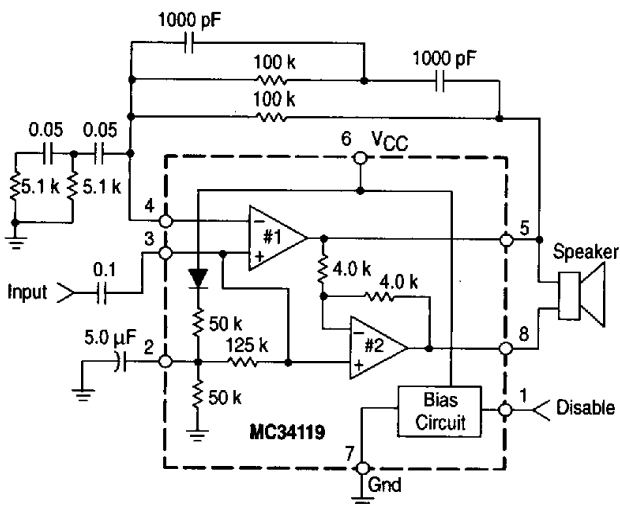 1000 pF
100 k
1000 pF
100 k
0.05
0.05
6
VCC
5.1 k
5.1 k
4
#1
5
3
Speaker
4.0 k
4.0 k
Input
0.1
50 k
5.0 µF
2
125 k
#2
8
50 k
Bias
Circuit
1
Disable
MC34119
7
Gnd